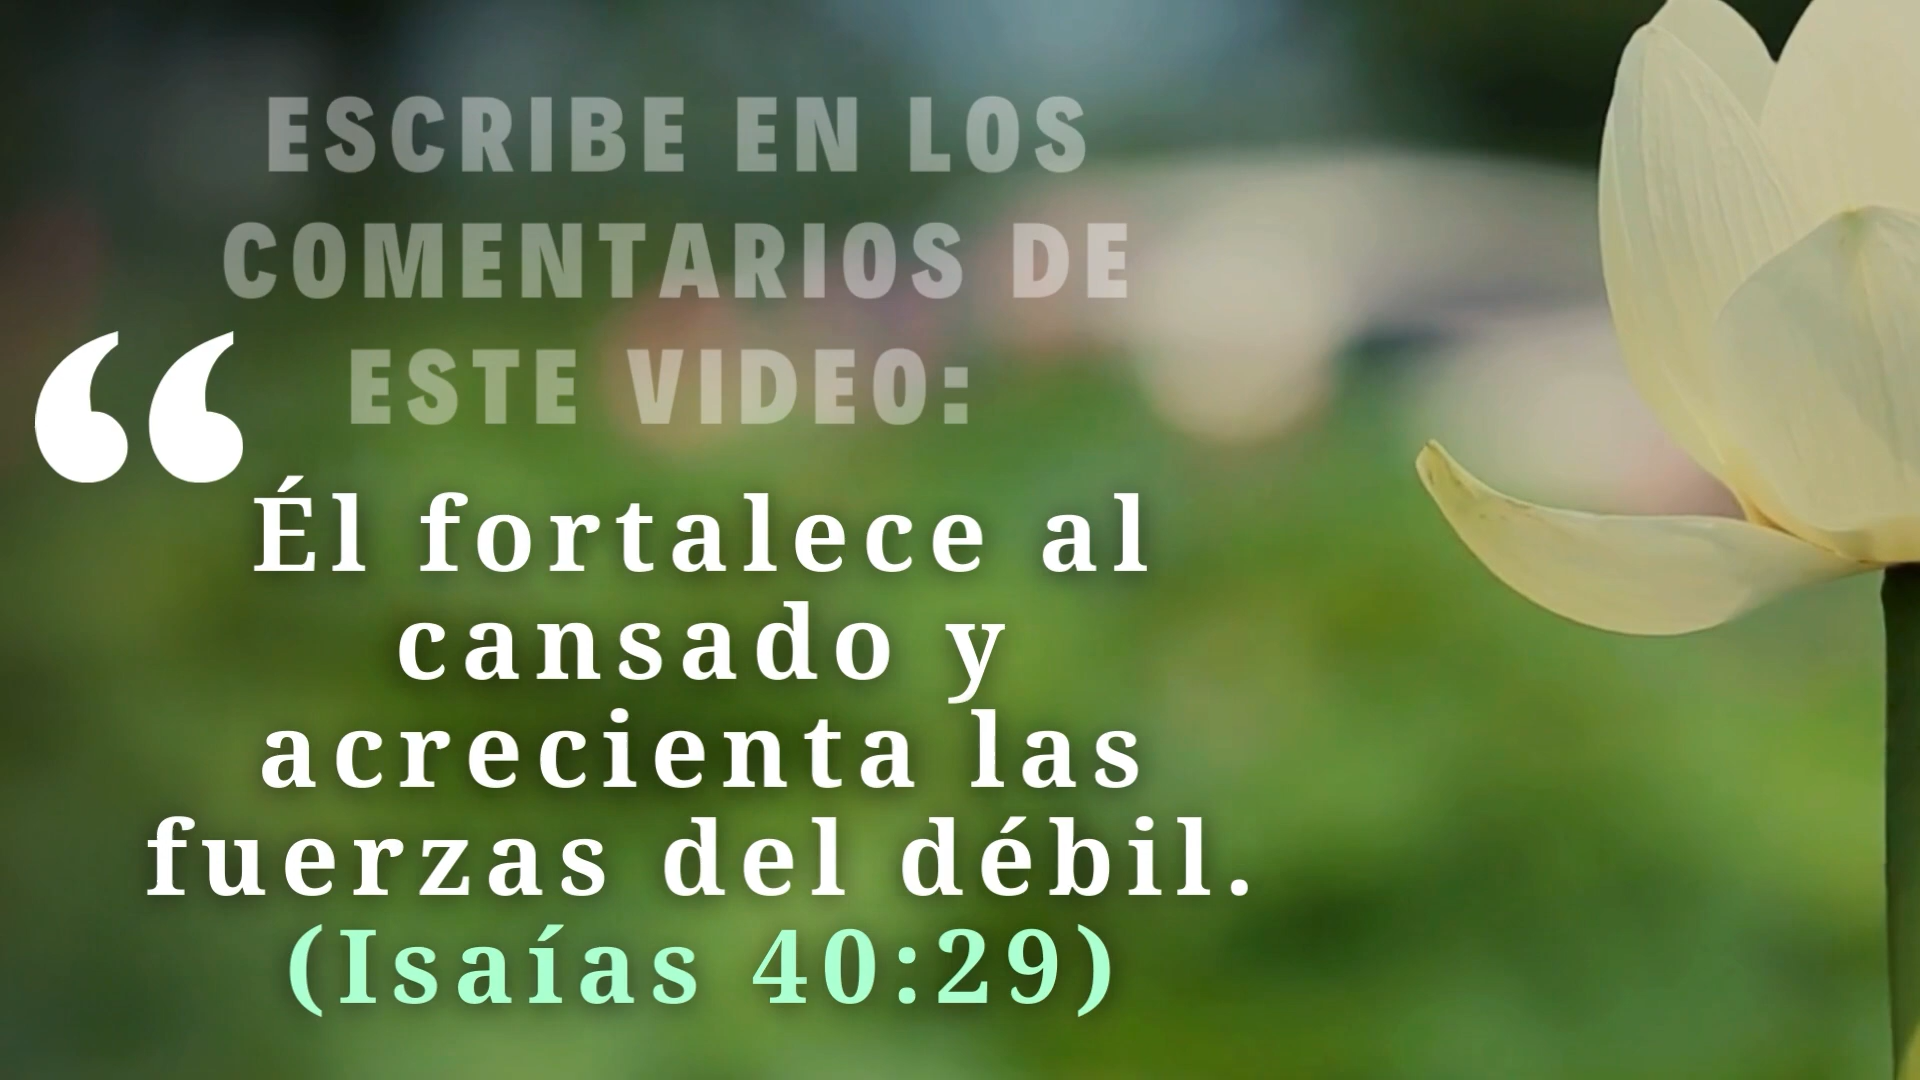 ESCRIBE EN LOS
COMENTARIOS DE
ESTE VIDEO:
“
Él fortalece al
cansado y
acrecienta las
fuerzas del débil.
(Isaías 40:29)